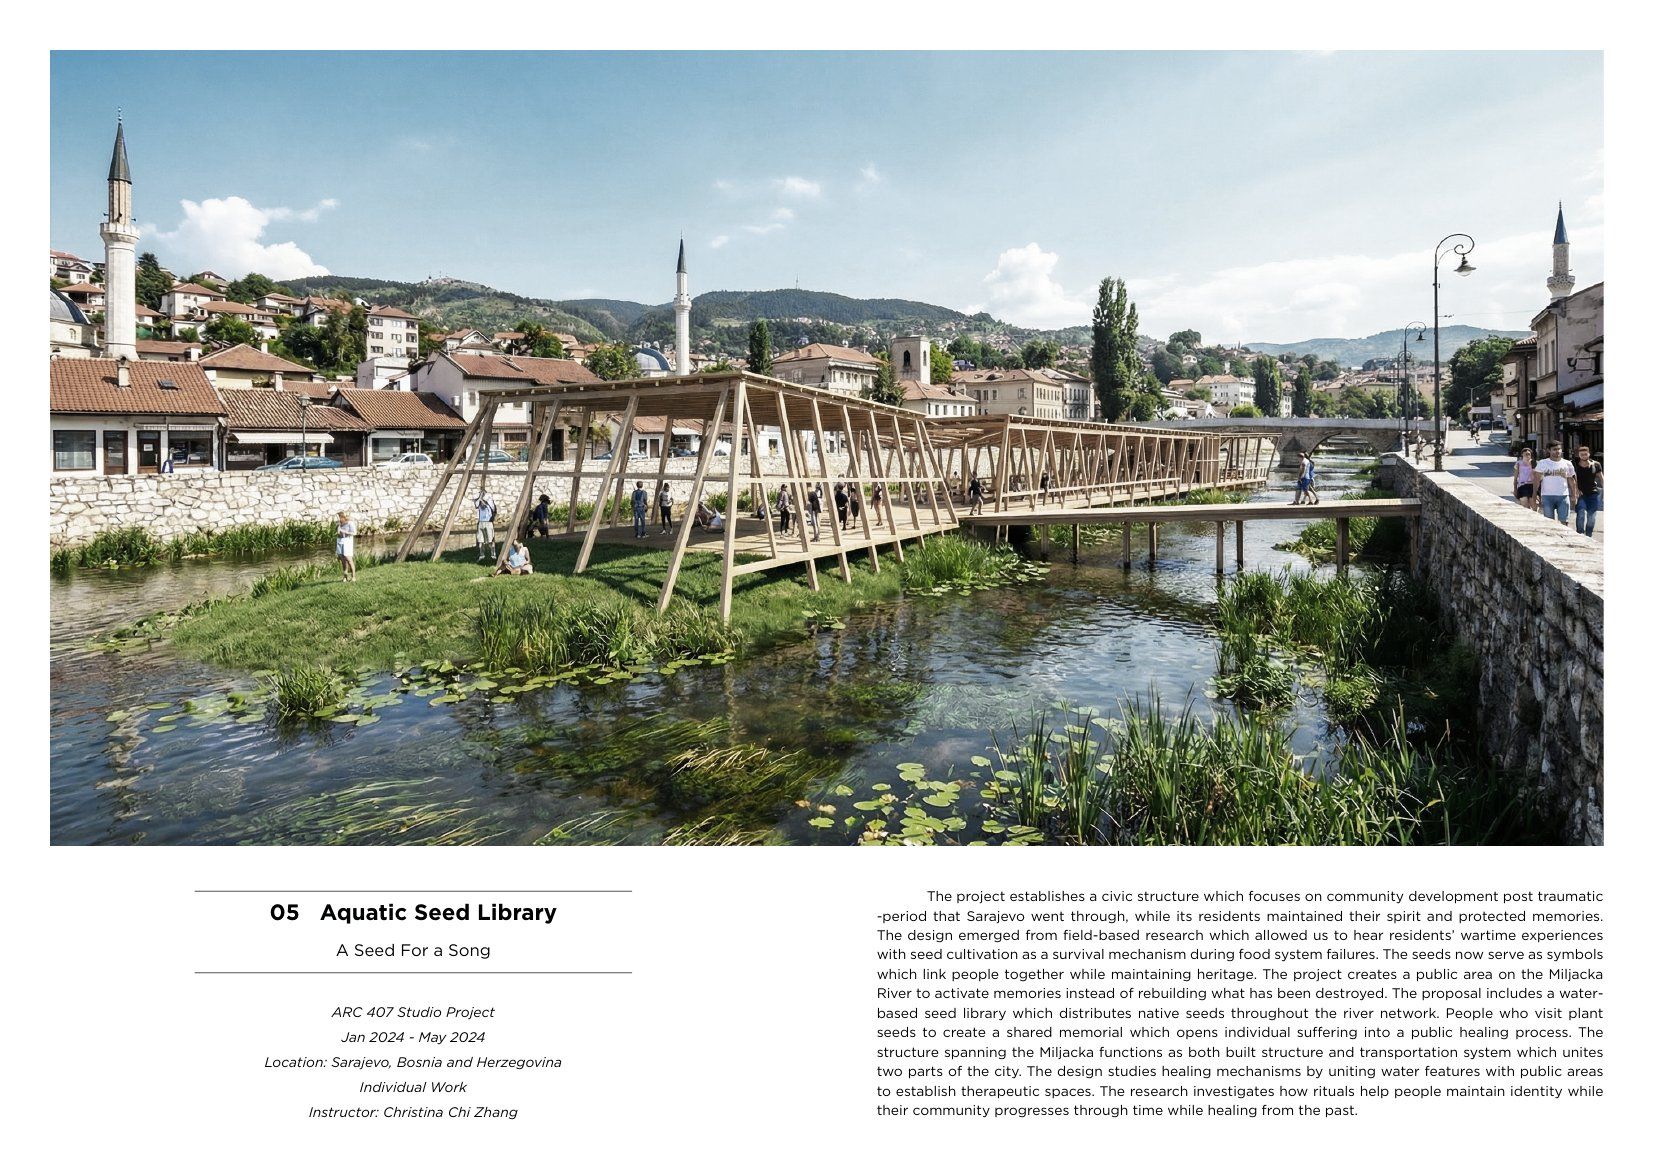 05 Aquatic Seed Library
A Seed For a Song
ARC 407 Studio Project
Jan 2024 - May 2024
Location: Sarajevo, Bosnia and Herzegovina
Individual Work
Instructor: Christina Chi Zhang
The project establishes a civic structure which focuses on community development post traumatic
-period that Sarajevo went through, while its residents maintained their spirit and protected memories.
The design emerged from field-based research which allowed us to hear residents’ wartime experiences
with seed cultivation as a survival mechanism during food system failures. The seeds now serve as symbols
which link people together while maintaining heritage. The project creates a public area on the Miljacka
River to activate memories instead of rebuilding what has been destroyed. The proposal includes a water-
based seed library which distributes native seeds throughout the river network. People who visit plant
seeds to create a shared memorial which opens individual suffering into a public healing process. The
structure spanning the Miljacka functions as both built structure and transportation system which unites
two parts of the city. The design studies healing mechanisms by uniting water features with public areas
to establish therapeutic spaces. The research investigates how rituals help people maintain identity while
their community progresses through time while healing from the past.